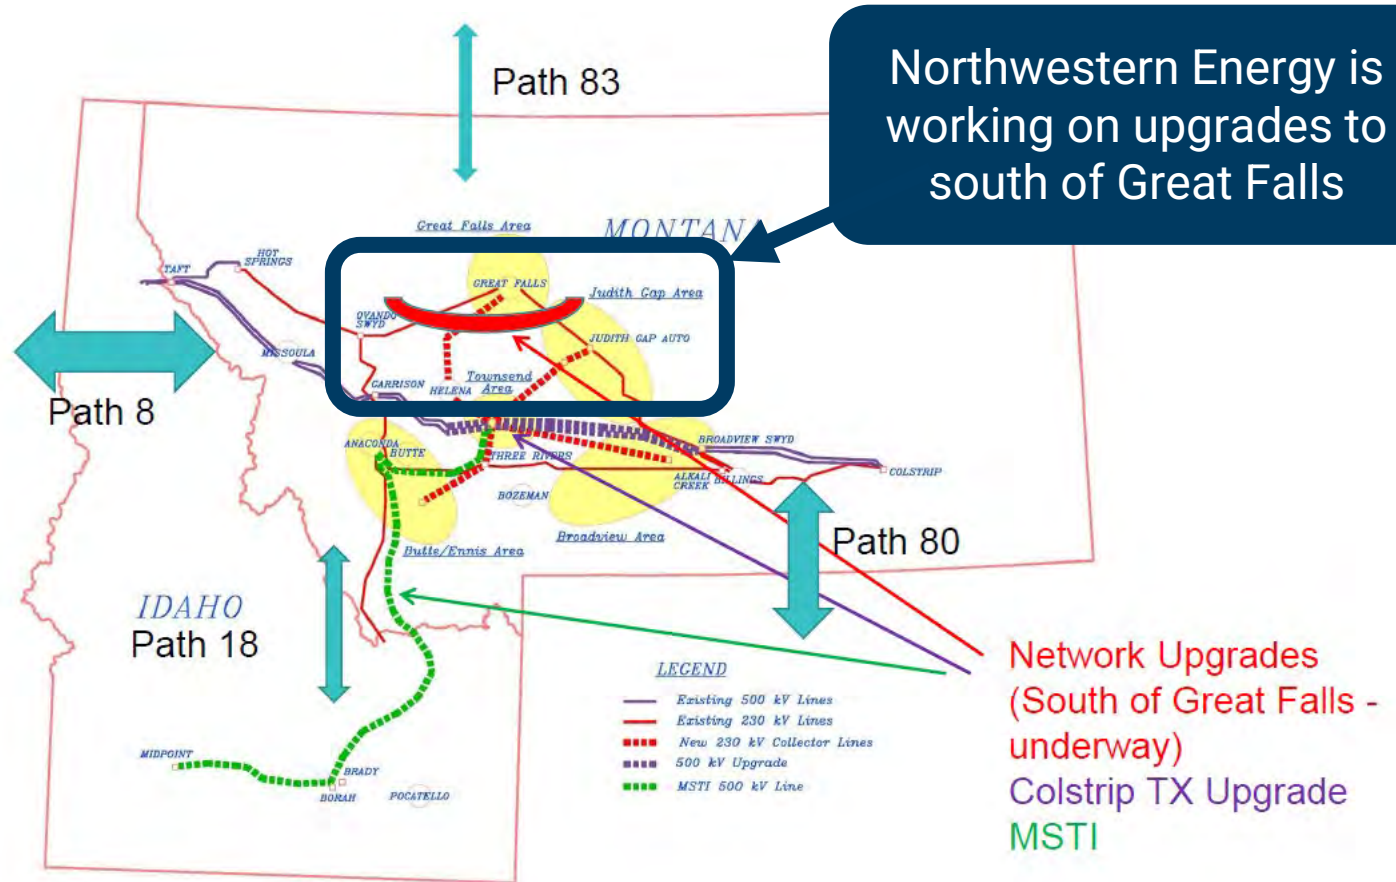 Path 83
Northwestern Energy is
working on upgrades to
south of Great Falls
Great Falls Area
MONTANA
HOT
SPRINGS
TAFT
GREAT FALLS
Judith Gap Area
OVANDO
SWYD
JUDITH GAP AUTO
MISSOULA
Townsend
Area
GARRISON
HELENA
Path 8
ANACONDA
BUTTE
BROADVIEW SWYD
THREE RIVERS
COLSTRIP
ALKALI
CREEK
BILLINGS
BOZEMAN
Broadview Area
Path 80
Butte/Ennis Area
IDAHO
Path 18
LEGEND
Existing 500 kV Lines
Existing 230 kV Lines
New 230 kV Collector Lines
500 kV Upgrade
MSTI 500 kV Line
MIDPOINT
BRADY
BORAH
POCATELLO
Network Upgrades
(South of Great Falls -
underway)
Colstrip TX Upgrade
MSTI